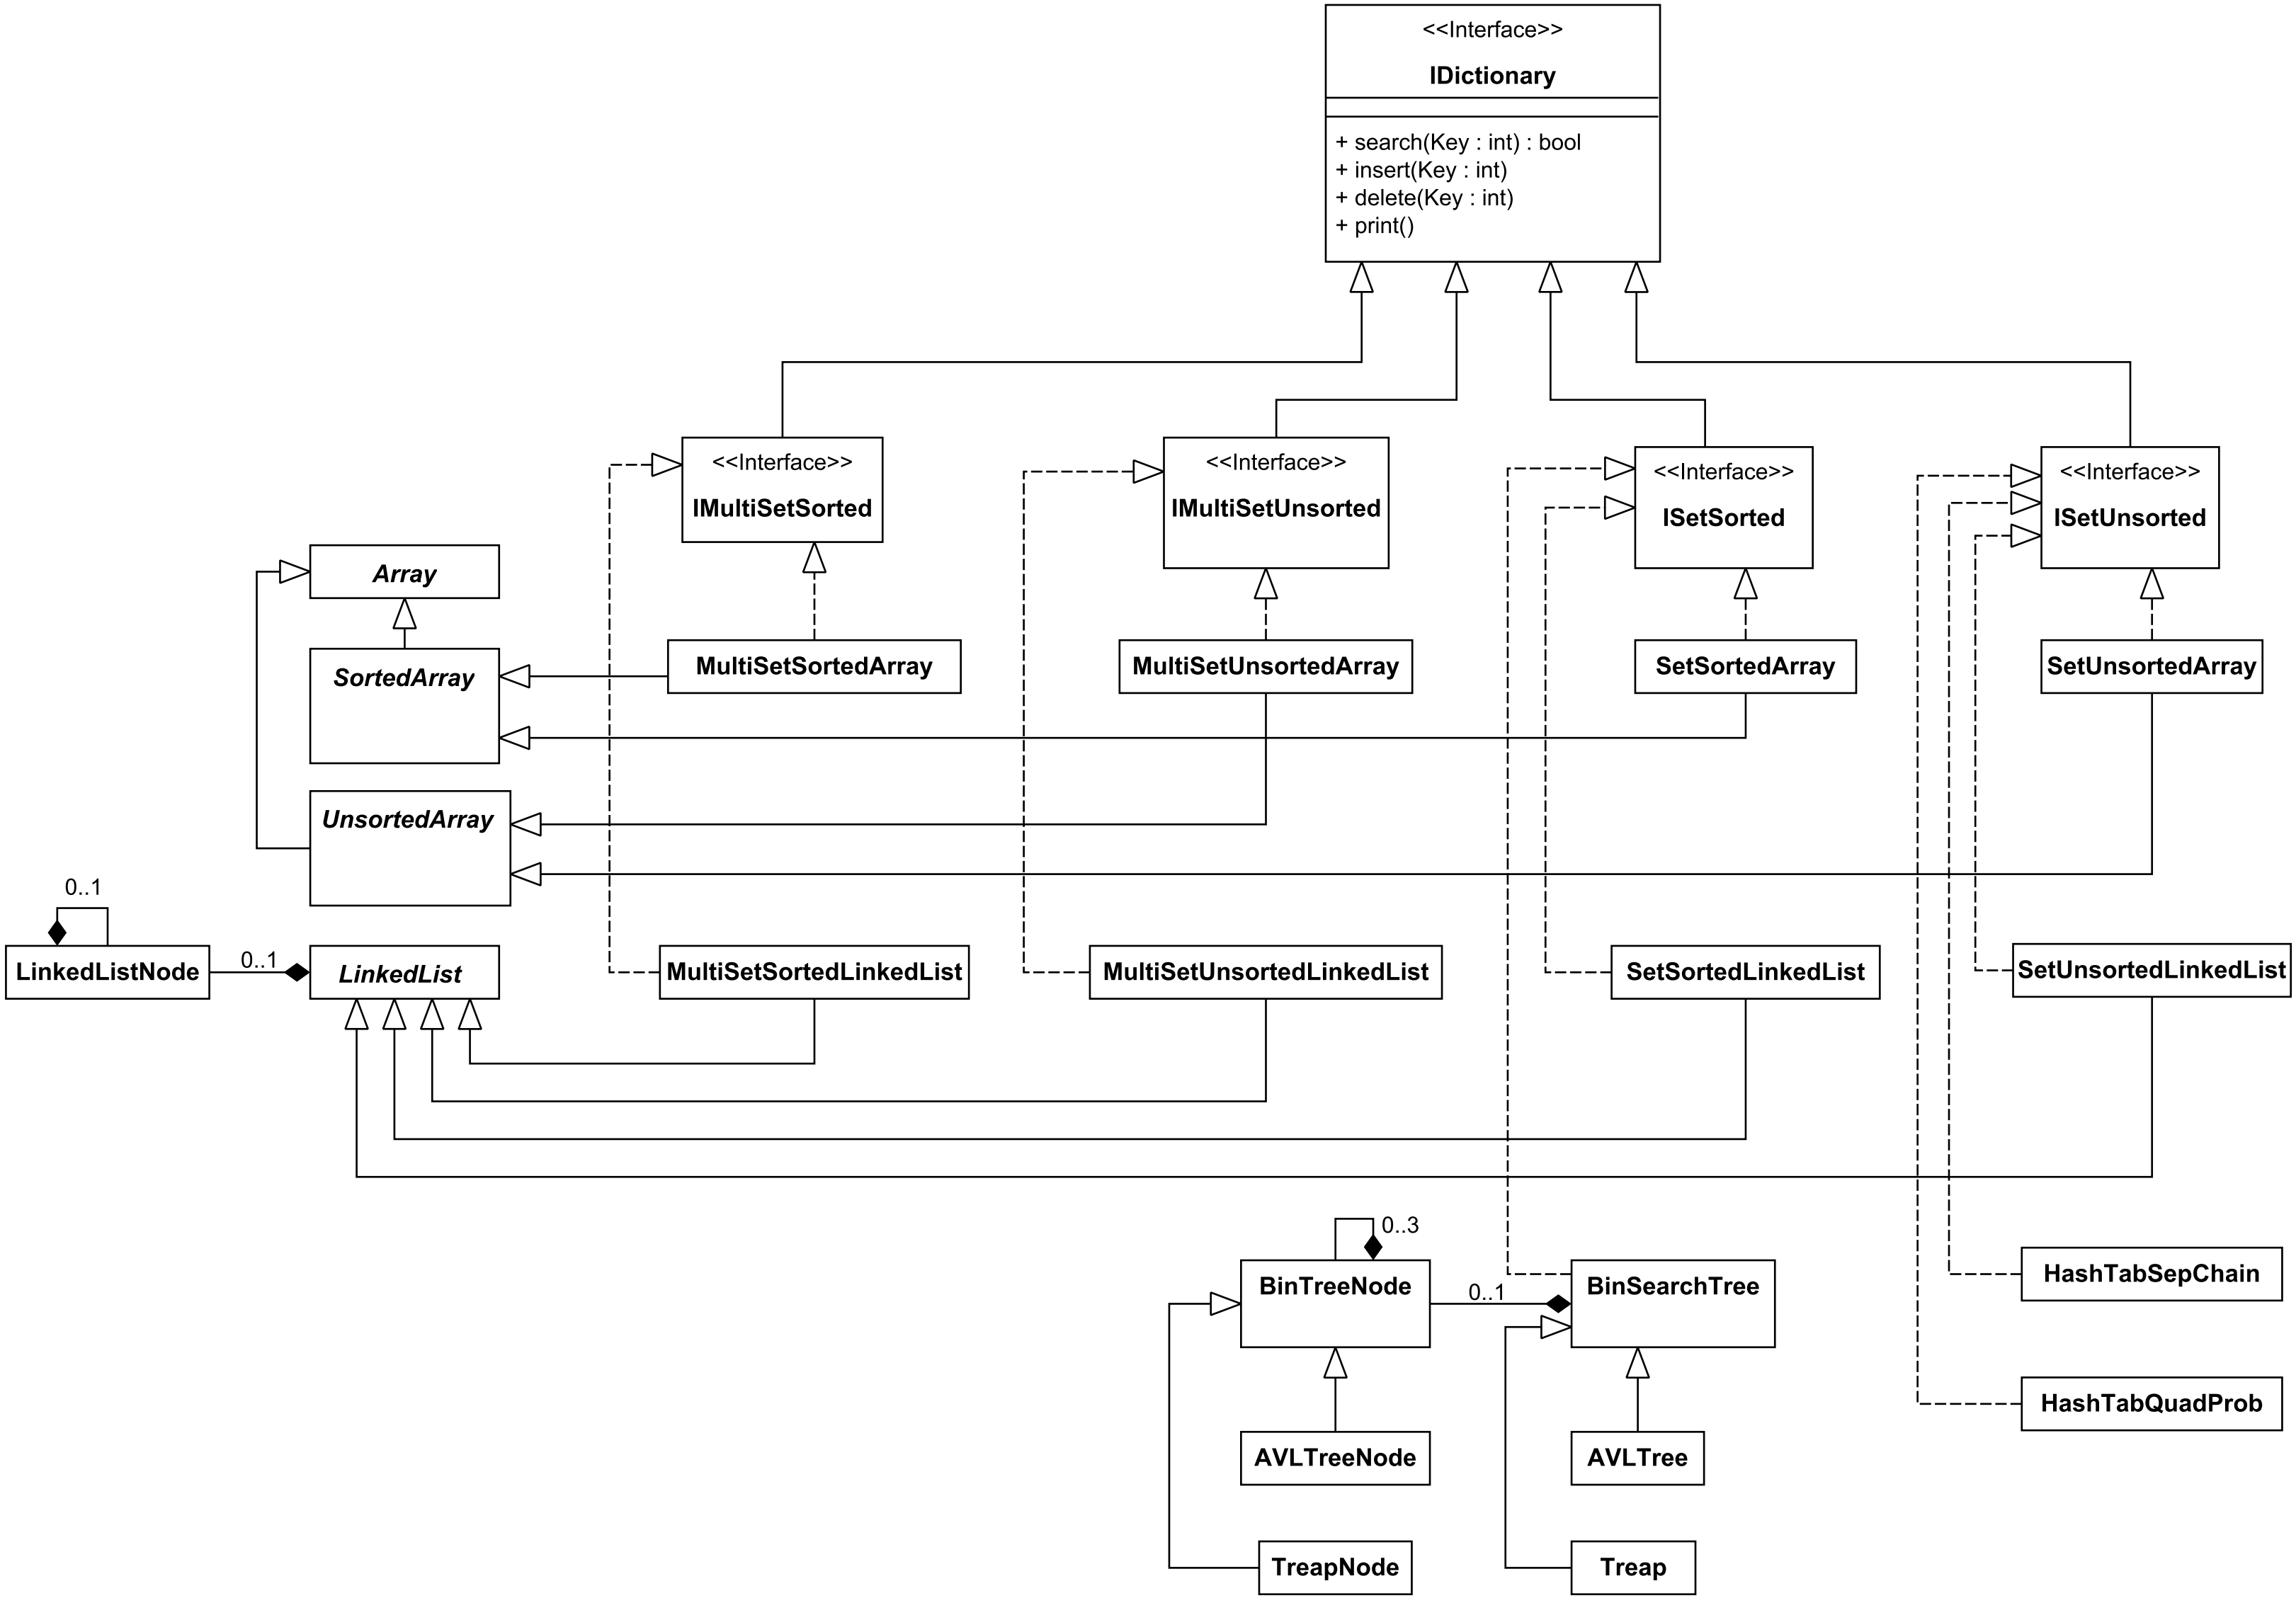 <<Interface>>
IDictionary
+ search(Key : int) : bool
+ insert(Key : int)
+ delete(Key : int)
+ print()
<<Interface>>
IMultiSetSorted
<<Interface>>
IMultiSetUnsorted
<<Interface>>
ISetSorted
<<Interface>>
ISetUnsorted
Array
SortedArray
MultiSetSortedArray
MultiSetUnsortedArray
SetSortedArray
SetUnsortedArray
UnsortedArray
0..1
LinkedListNode
0..1
LinkedList
MultiSetSortedLinkedList
MultiSetUnsortedLinkedList
SetSortedLinkedList
SetUnsortedLinkedList
0..3
BinTreeNode
0..1
BinSearchTree
HashTabSepChain
HashTabQuadProb
AVLTreeNode
AVLTree
TreapNode
Treap